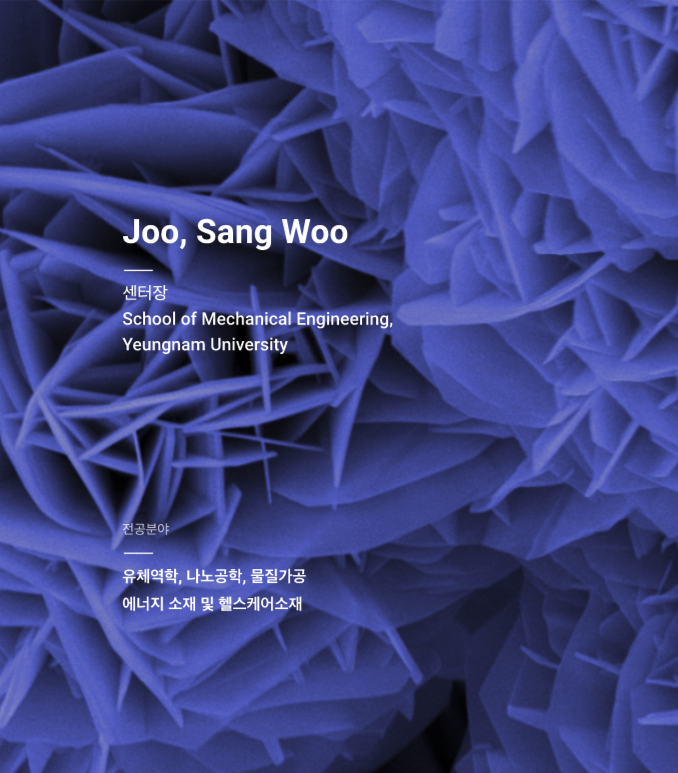 Joo, Sang Woo
센터장
School of Mechanical Engineering,
Yeungnam University
전공분야
유체역학, 나노공학, 물질가공
에너지 소재 및 헬스케어소재